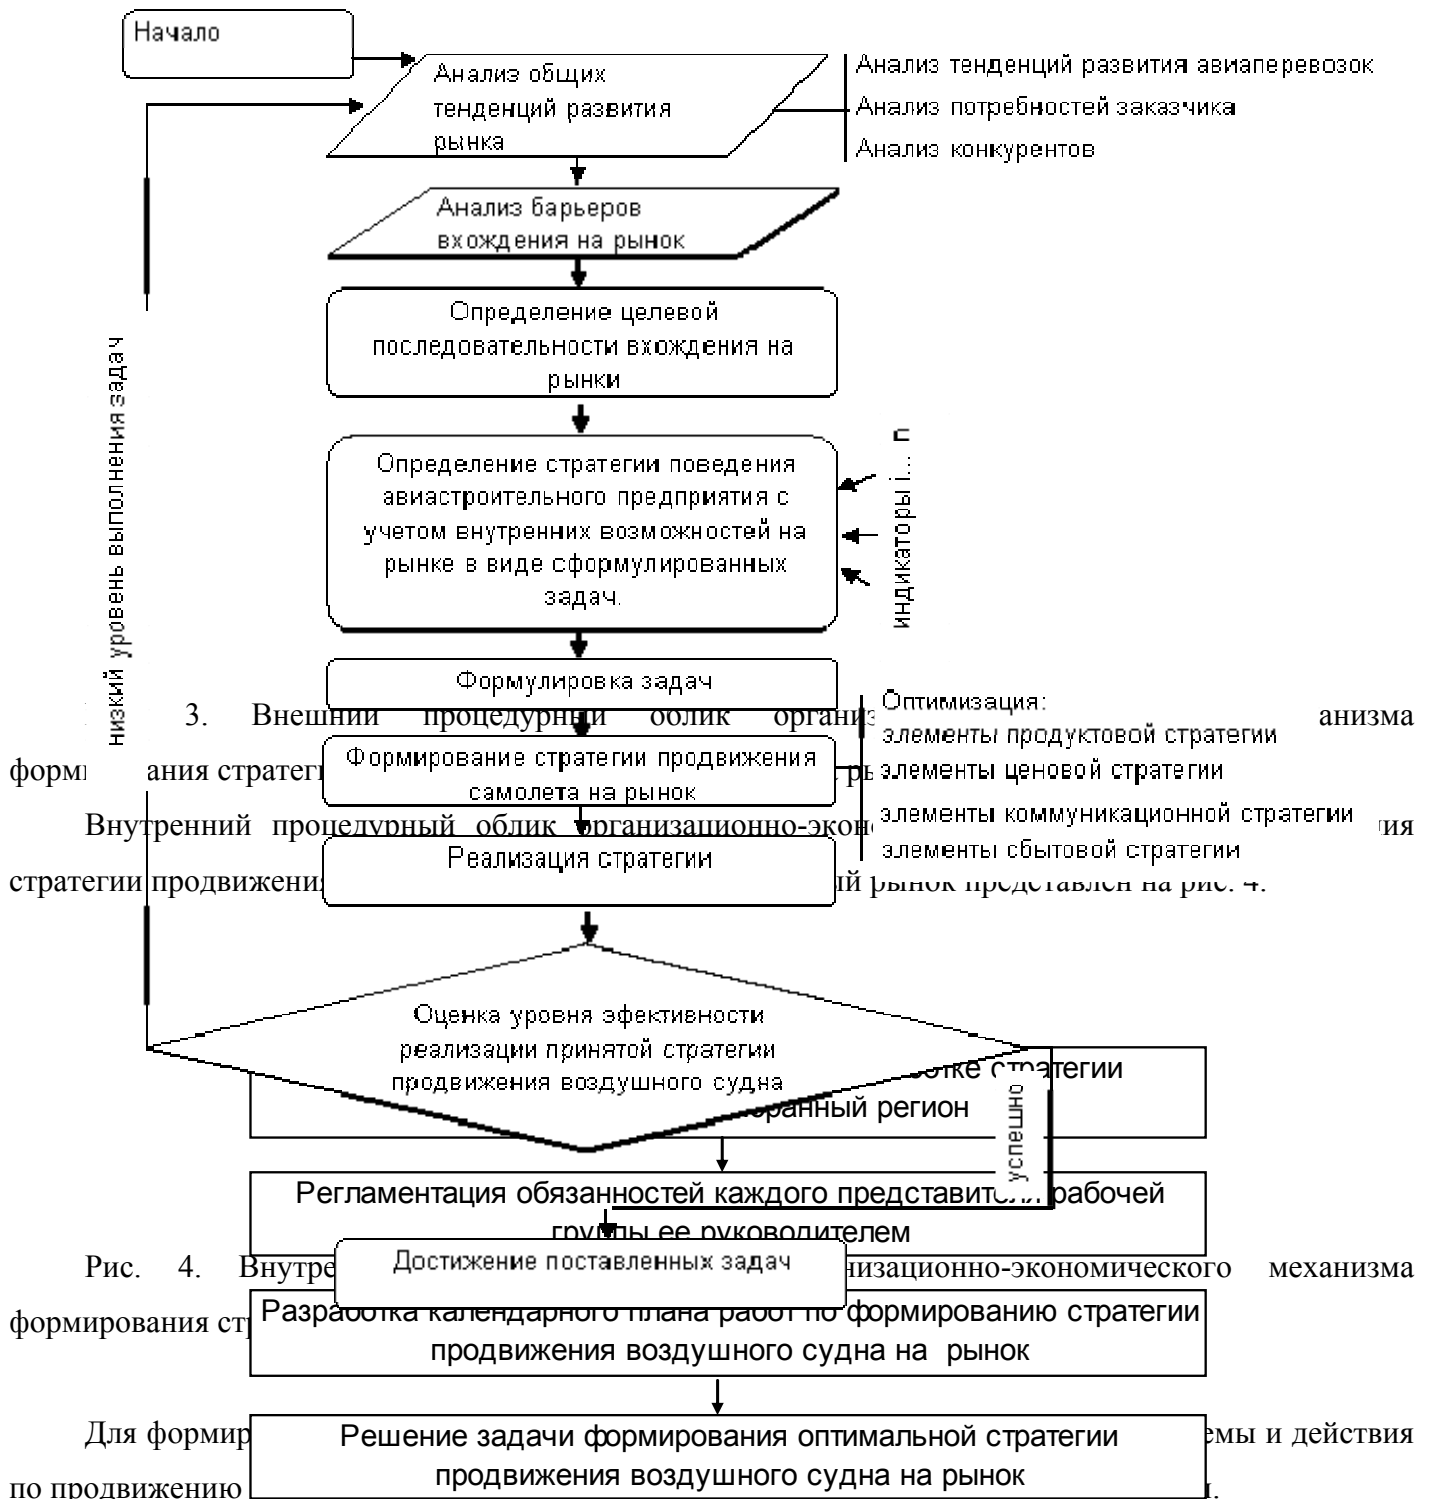 Начало
Анализ общих
тенденций развития
рынка
Анализ тенденций развития авиаперевозок
Анализ потребностей заказчика
Анализ конкурентов
Анализ барьеров
вхождения на рынок
Определение целевой
последовательности вхождения на
рынки
Определение стратегии поведения
авиастроительного предприятия с
учетом внутренних возможностей на
рынке в виде сформулированных
задач.
индикаторы i... n
низкий уровень выполнения задач
Формулировка задач
3. Внешний процедурный облик
Формирование стратегии продвижения
самолета на рынок
Оптимизация:
элементы продуктовой стратегии
элементы ценовой стратегии
элементы коммуникационной стратегии
элементы сбытовой стратегии
Внутренний процедурный облик
Реализация стратегии
стратегии рынок представлен на рис. 4.
Оценка уровня эфективности
реализации принятой стратегии
продвижения воздушного судна
стратегии
регион
успешно
Регламентация обязанностей каждого представителя рабочей
группы ее руководителем
Достижение поставленных задач
Рис. 4. механизма
формирования
Разработка календарного плана работ по формированию стратегии
продвижения воздушного судна на рынок
Для и действия
Решение задачи формирования оптимальной стратегии
продвижения воздушного судна на рынок
по продвижению